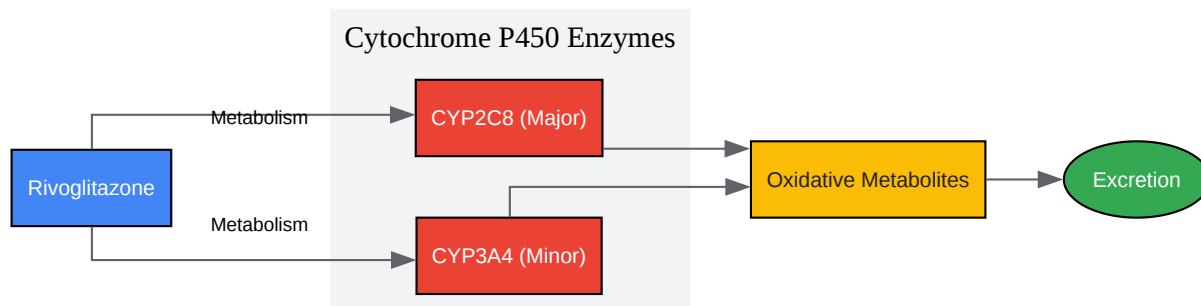 Cytochrome P450 Enzymes
Metabolism
CYP2C8 (Major)
Rivoglitazone
Oxidative Metabolites
Excretion
Metabolism
CYP3A4 (Minor)